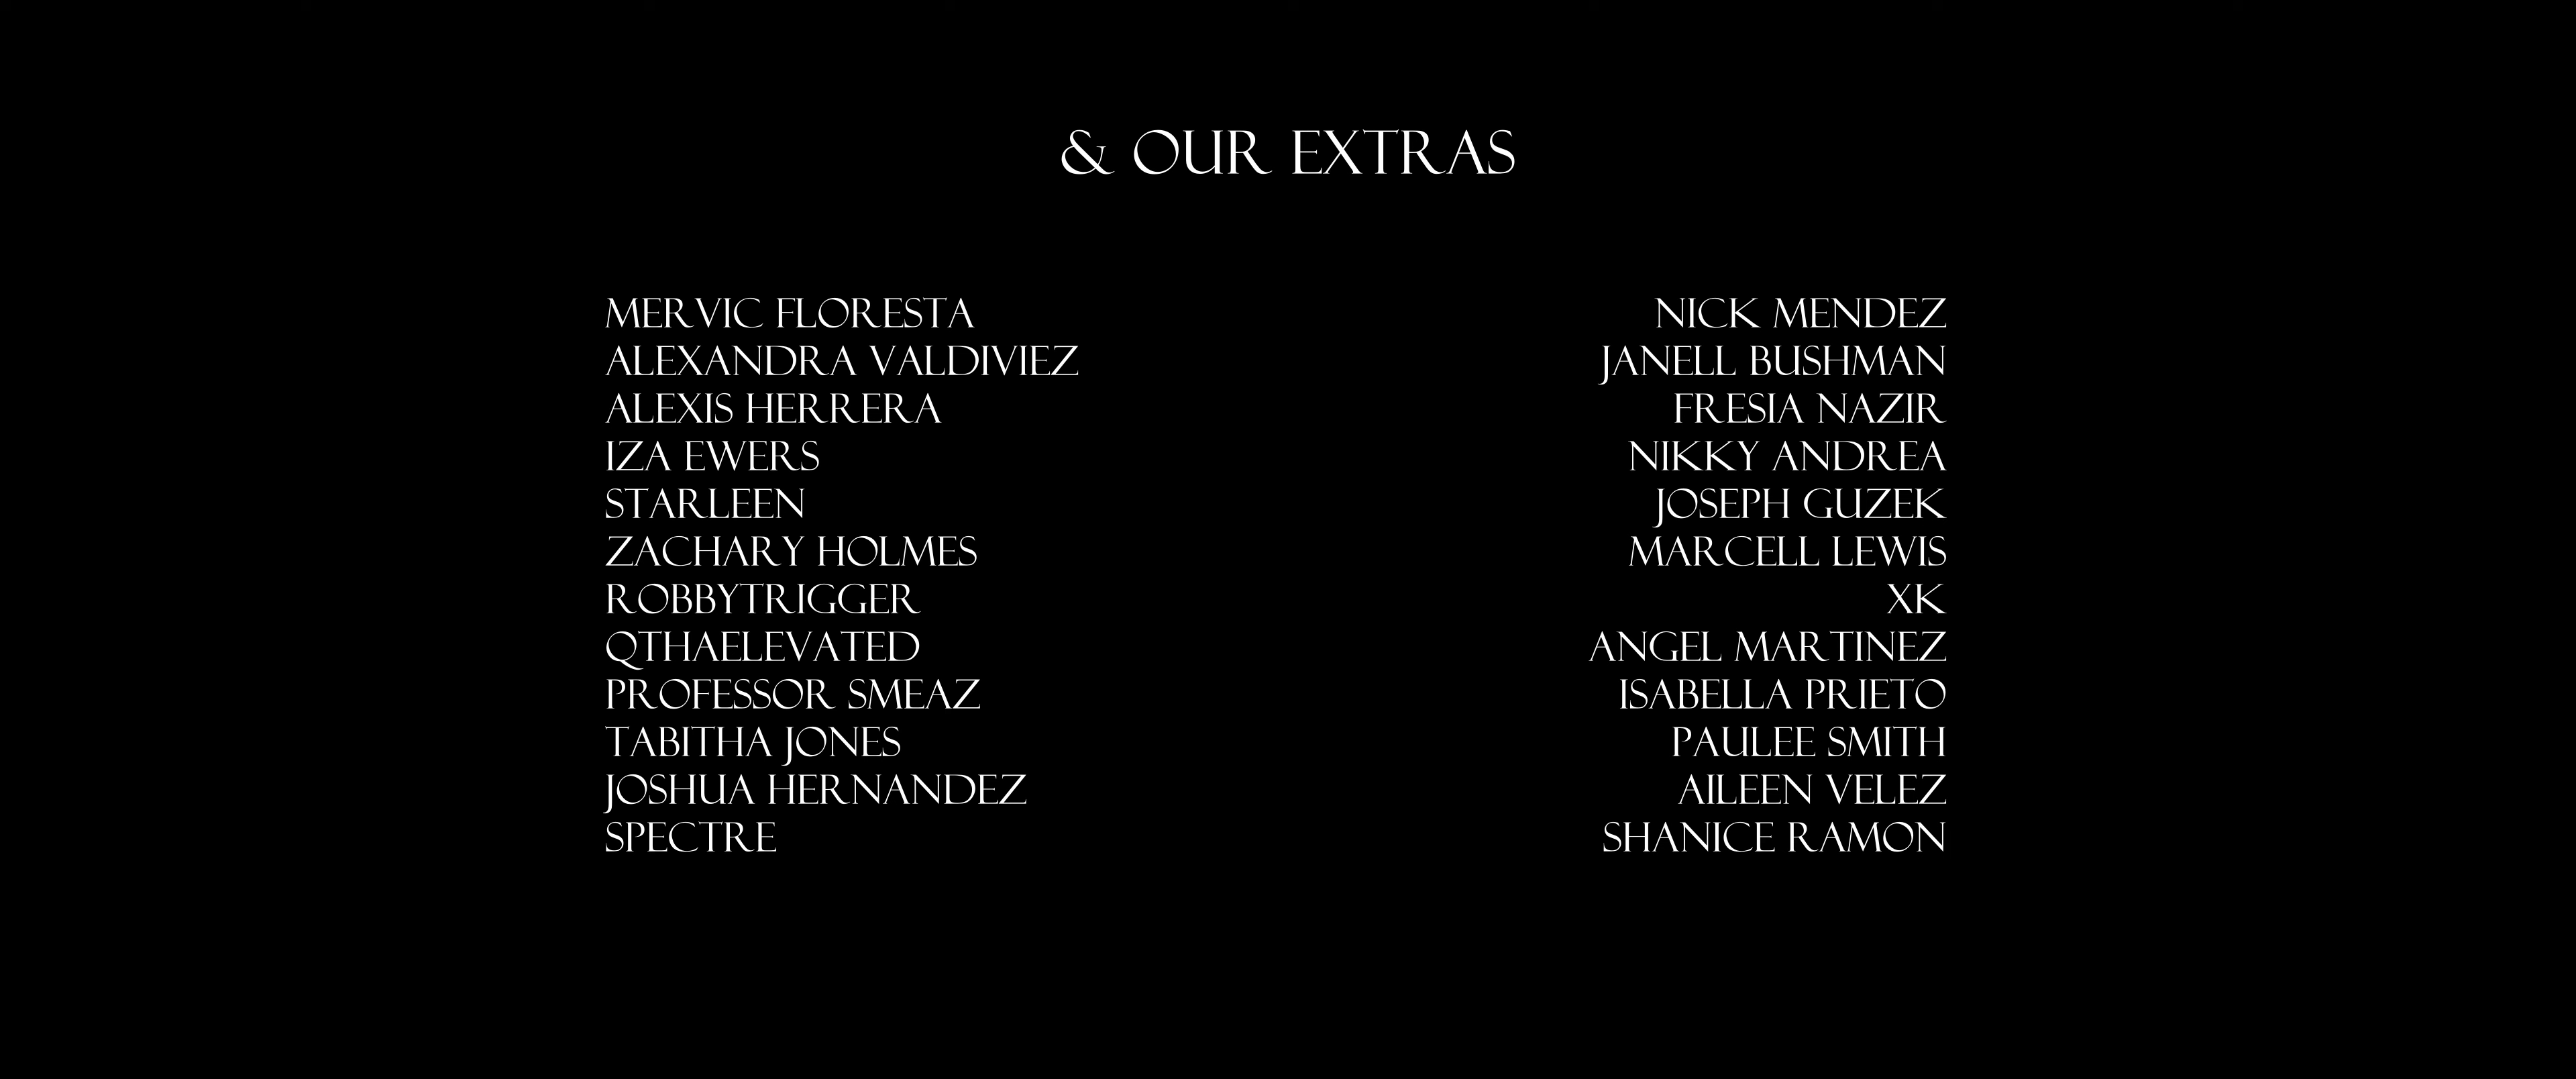 & OUR EXTRAS
MERVIC FLORESTA
ALEXANDRA VALDIVIEZ
ALEXIS HERRERA
IZA EWERS
STARLEEN
ZACHARY HOLMES
ROBBYTRIGGER
QTHAELEVATED
PROFESSOR SMEAZ
TABITHA JONES
JOSHUA HERNANDEZ
SPECTRE
NICK MENDEZ
JANELL BUSHMAN
FRESIA NAZIR
NIKKY ANDREA
JOSEPH GUZEK
MARCELL LEWIS
XK
ANGEL MARTINEZ
ISABELLA PRIETO
PAULEE SMITH
AILEEN VELEZ
SHANICE RAMON